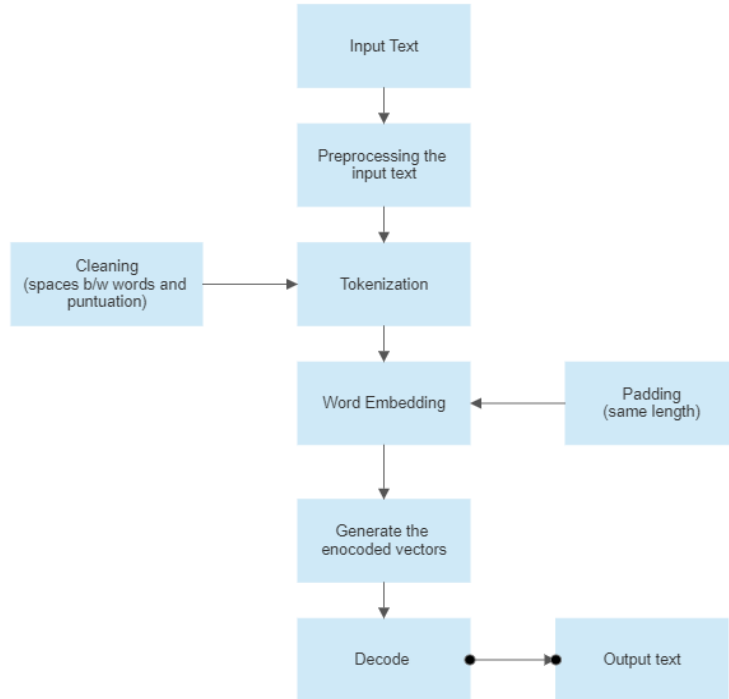 Input Text
Preprocessing the
input text
Cleaning
(spaces b/w words and
puntuation)
Tokenization
Word Embedding
Padding
(same length)
Generate the
enocoded vectors
Decode
Output text